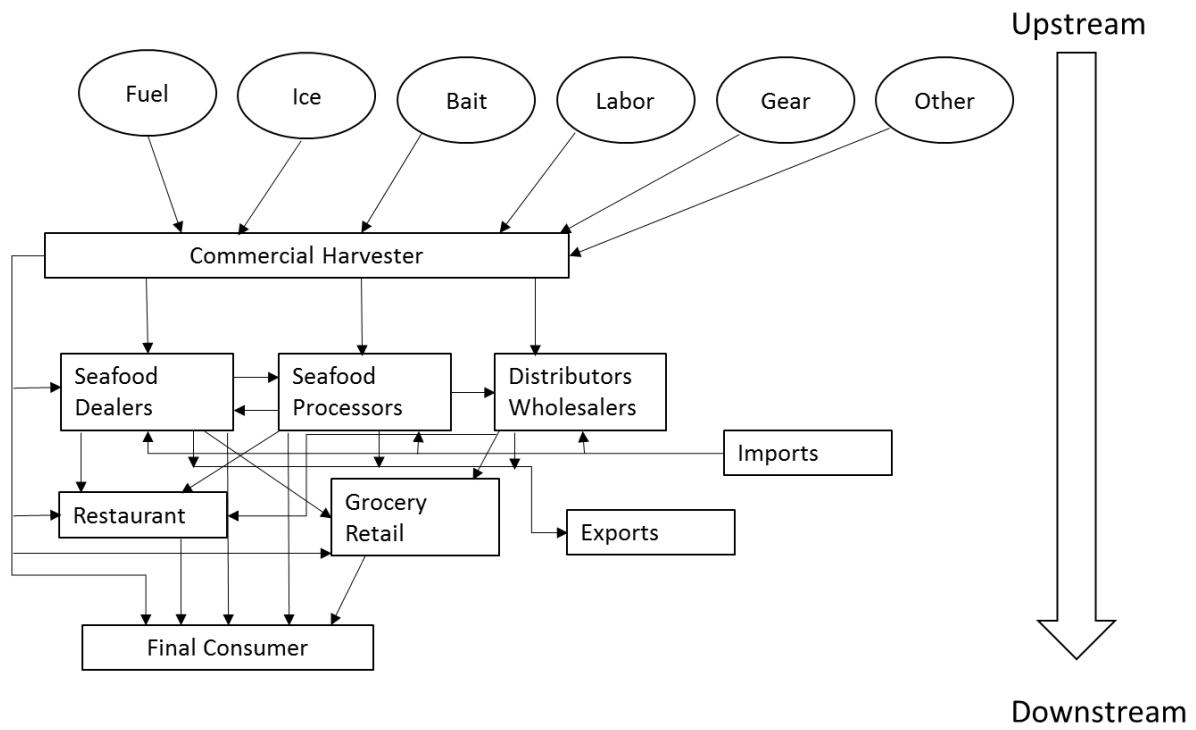 Upstream
Fuel
Ice
Bait
Labor
Gear
Other
Commercial Harvester
Seafood
Dealers
Seafood
Processors
Distributors
Wholesalers
Imports
Restaurant
Grocery
Retail
Exports
Final Consumer
Downstream